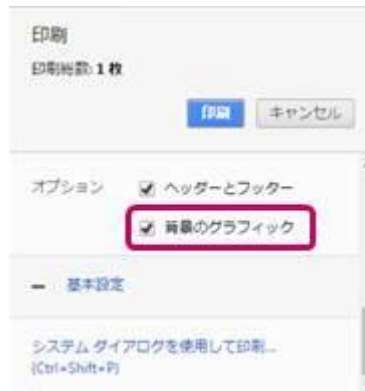 印刷
印刷総数: 1 枚
印刷 キャンセル
オプション ヘッダーとフッター
背景のグラフィック
基本設定
システム ダイアログを使用して印刷...
(Ctrl+Shift+P)